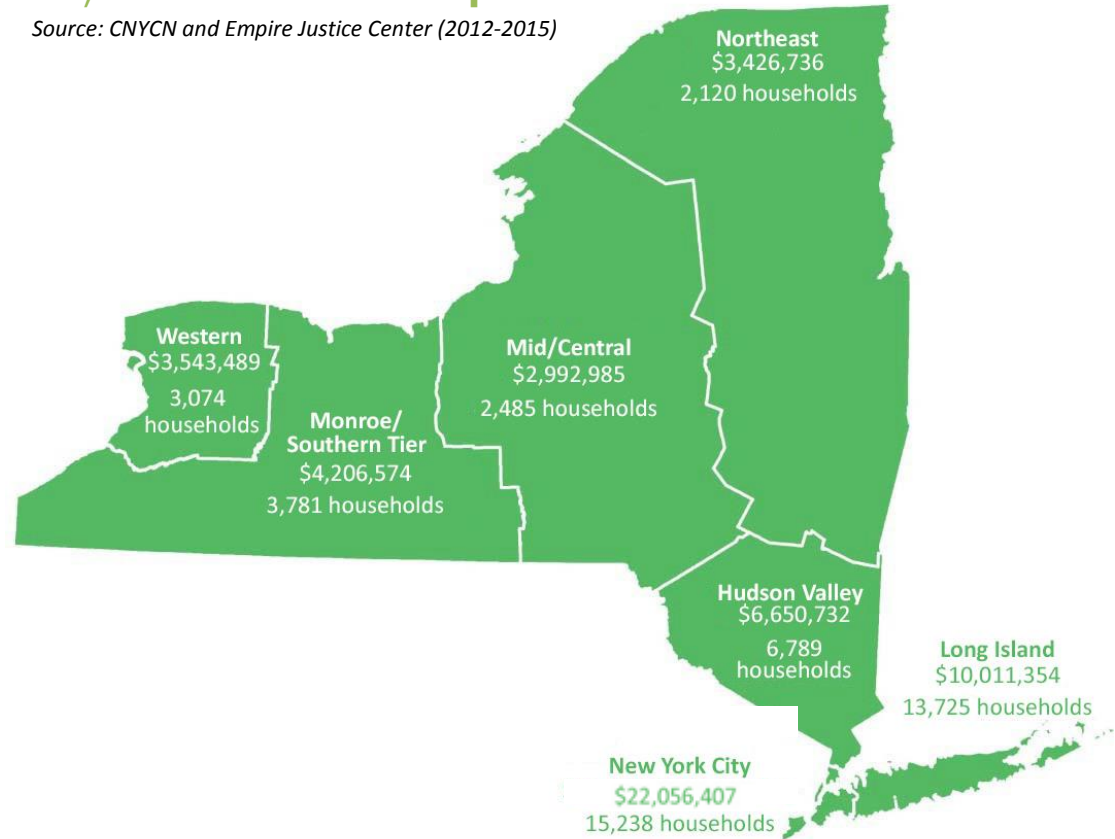 Source: CNYCN and Empire Justice Center (2012-2015)
Northeast
$3,426,736
2,120 households
Western
$3,543,489
3,074
households
Mid/Central
$2,992,985
2,485 households
Monroe/
Southern Tier
$4,206,574
3,781 households
Hudson Valley
$6,650,732
6,789
households
Long Island
$10,011,354
13,725 households
New York City
$22,056,407
15,238 households